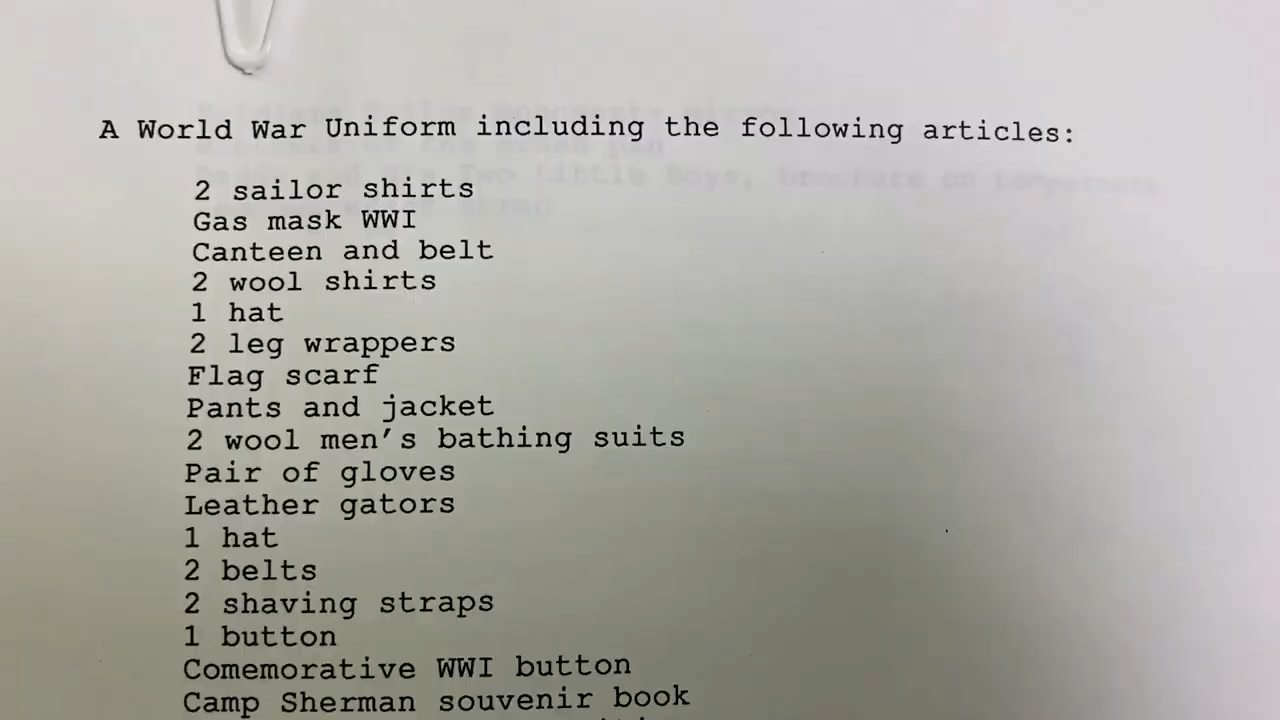 A World War Uniform including the following articles:
2 sailor shirts
Gas mask WWI
Canteen and belt
2 wool shirts
1 hat
2 leg wrappers
Flag scarf
Pants and jacket
2 wool men's bathing suits
Pair of gloves
Leather gators
1 hat
2 belts
2 shaving straps
1 button
Comemorative WWI button
Camp Sherman souvenir book